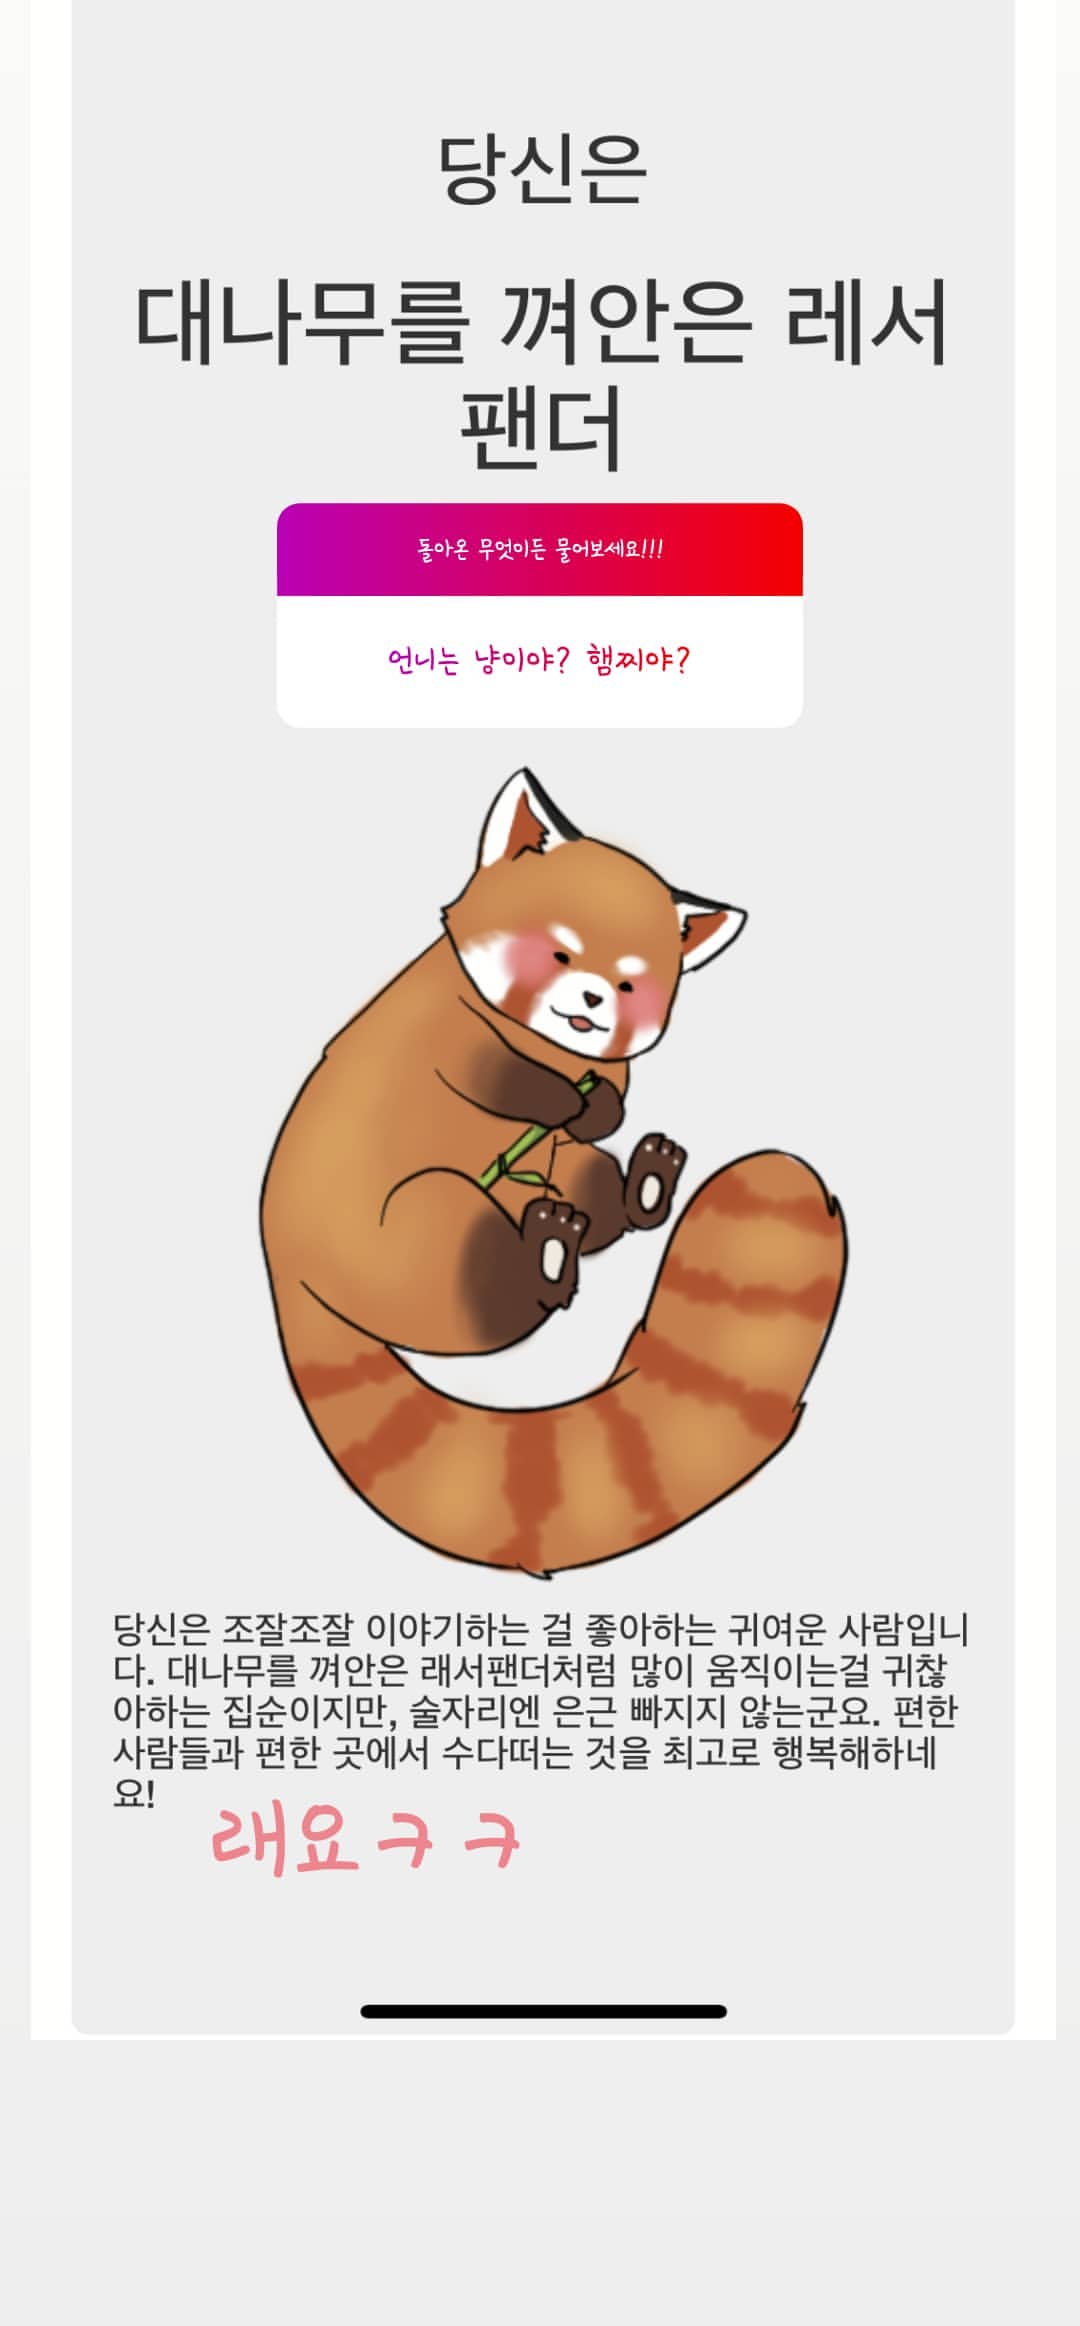 당신은
대나무를 껴안은 레서
팬더
돌아온 무엇이든 물어보세요!!!
언니는 냥이야? 햄찌야?
당신은 조잘조잘 이야기하는 걸 좋아하는 귀여운 사람입니
다. 대나무를 껴안은 래서팬더처럼 많이 움직이는걸 귀찮
아하는 집순이지만, 술자리엔 은근 빠지지 않는군요. 편한
사람들과 편한 곳에서 수다떠는 것을 최고로 행복해하네
요!
래요ㅋㅋ